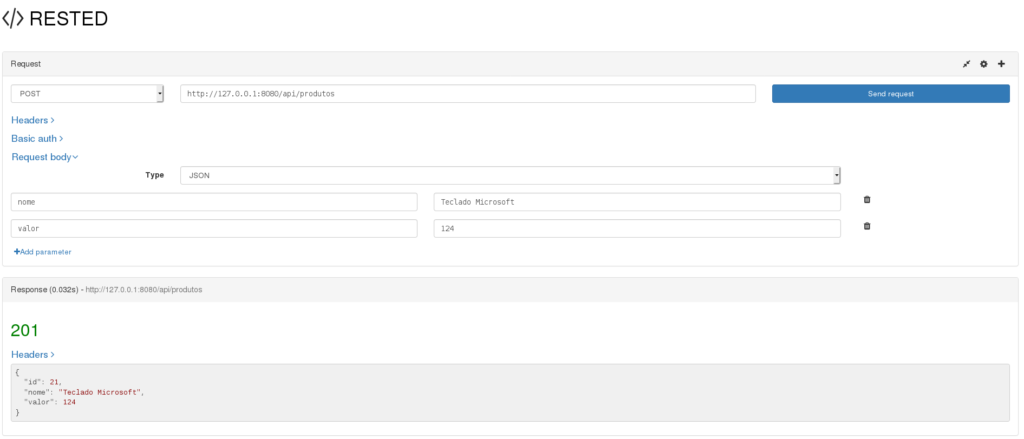 </> RESTED
Request
POST http://127.0.0.1:8080/api/produtos Send request
Headers >
Basic auth >
Request body
Type JSON
nome Teclado Microsoft
valor 124
+Add parameter
Response (0.032s) - http://127.0.0.1:8080/api/produtos
201
Headers >
{
"id": 21,
"nome": "Teclado Microsoft",
"valor": 124
}